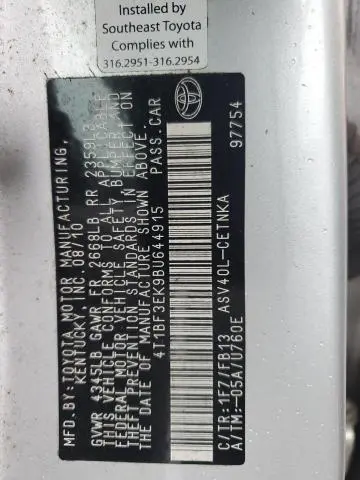 Installed by
Southeast Toyota
Complies with
316.2951-316.2954
MFD. BY:TOYOTA MOTOR MANUFACTURING,
KENTUCKY, INC. 08/10
GVWR 4345LB GAWR FR 2668LB RR 2359LB
THIS VEHICLE CONFORMS TO ALL APPLICABLE
FEDERAL MOTOR VEHICLE SAFETY, BUMPER, AND
THEFT PREVENTION STANDARDS IN EFFECT ON
THE DATE OF MANUFACTURE SHOWN ABOVE.
4T1BF3EK9BU644915 PASS.CAR
C/TR:1F7/FB13 ASV40L-CETNKA
A/TM:-05A/U760E 97754
TOYOTA